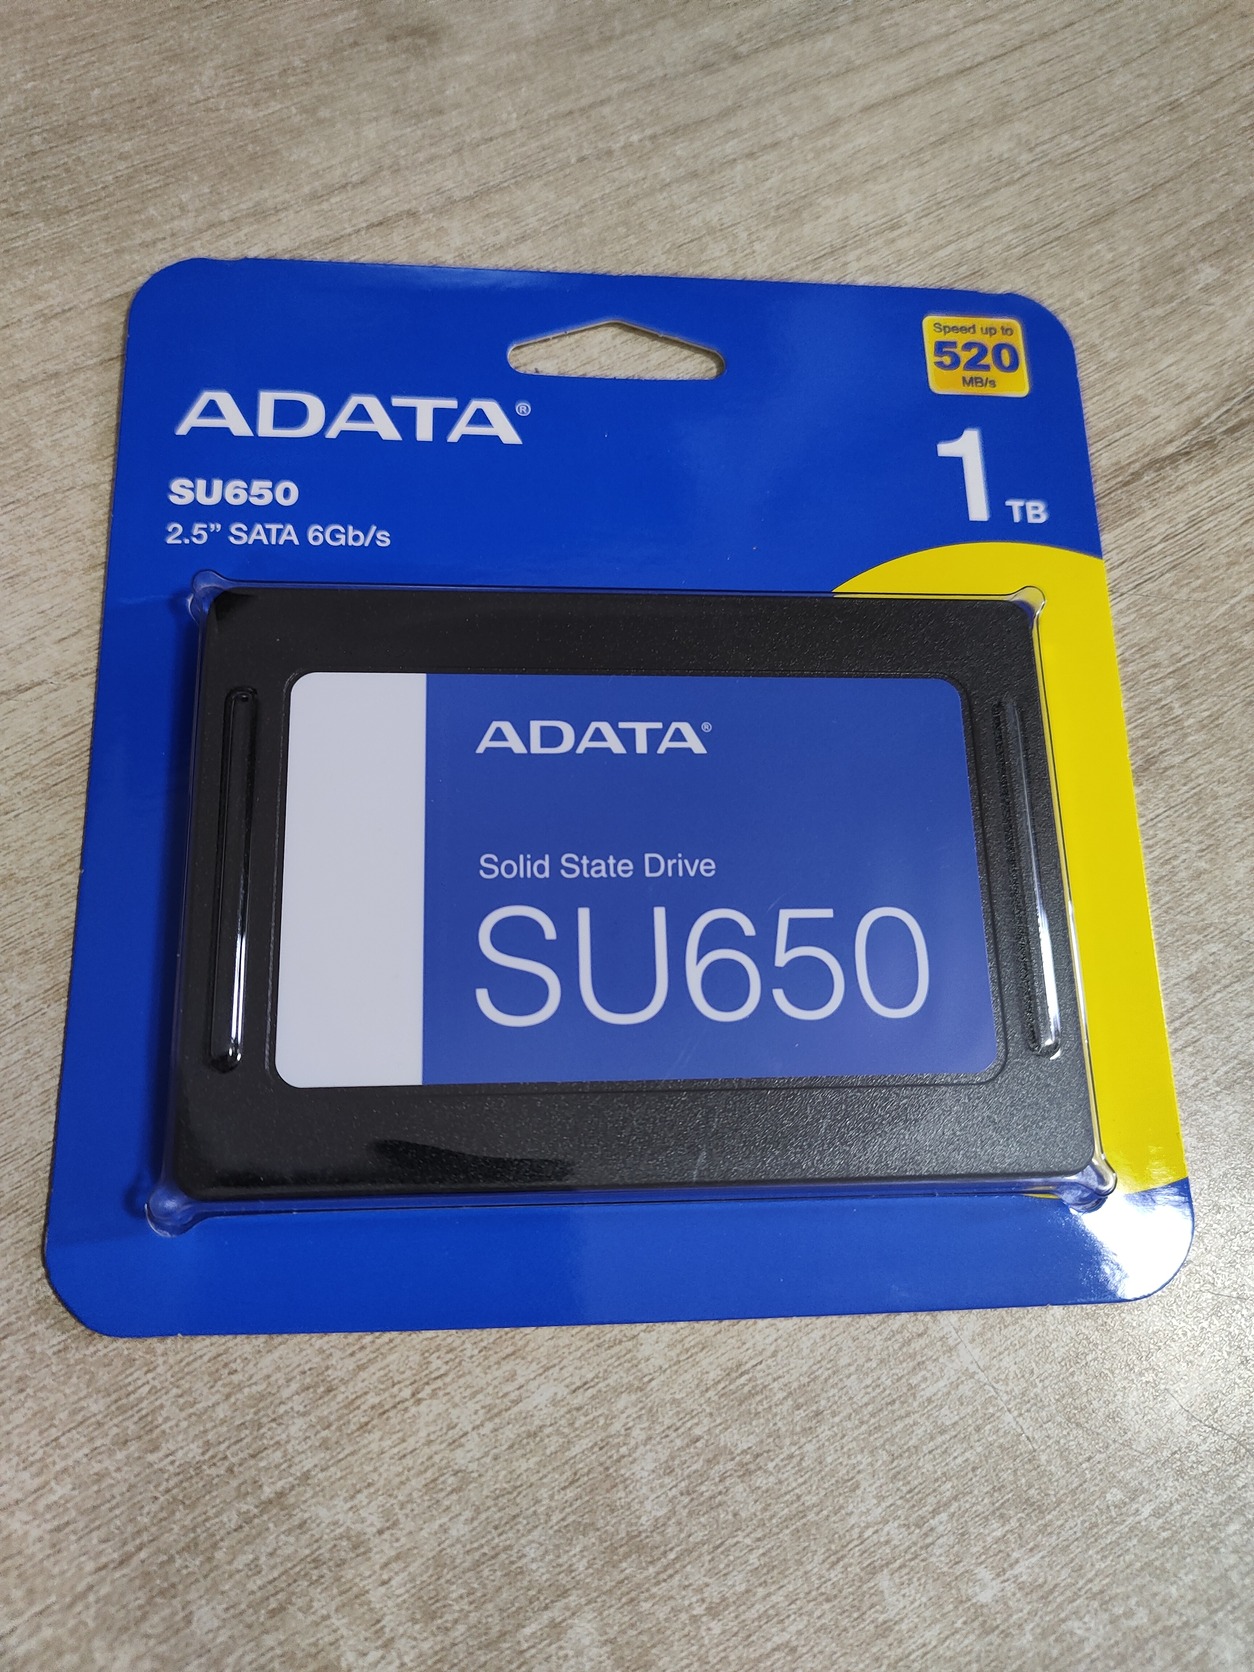 Speed up to
520
MB/s
ADATA®
1 TB
SU650
2.5” SATA 6Gb/s
ADATA®
Solid State Drive
SU650